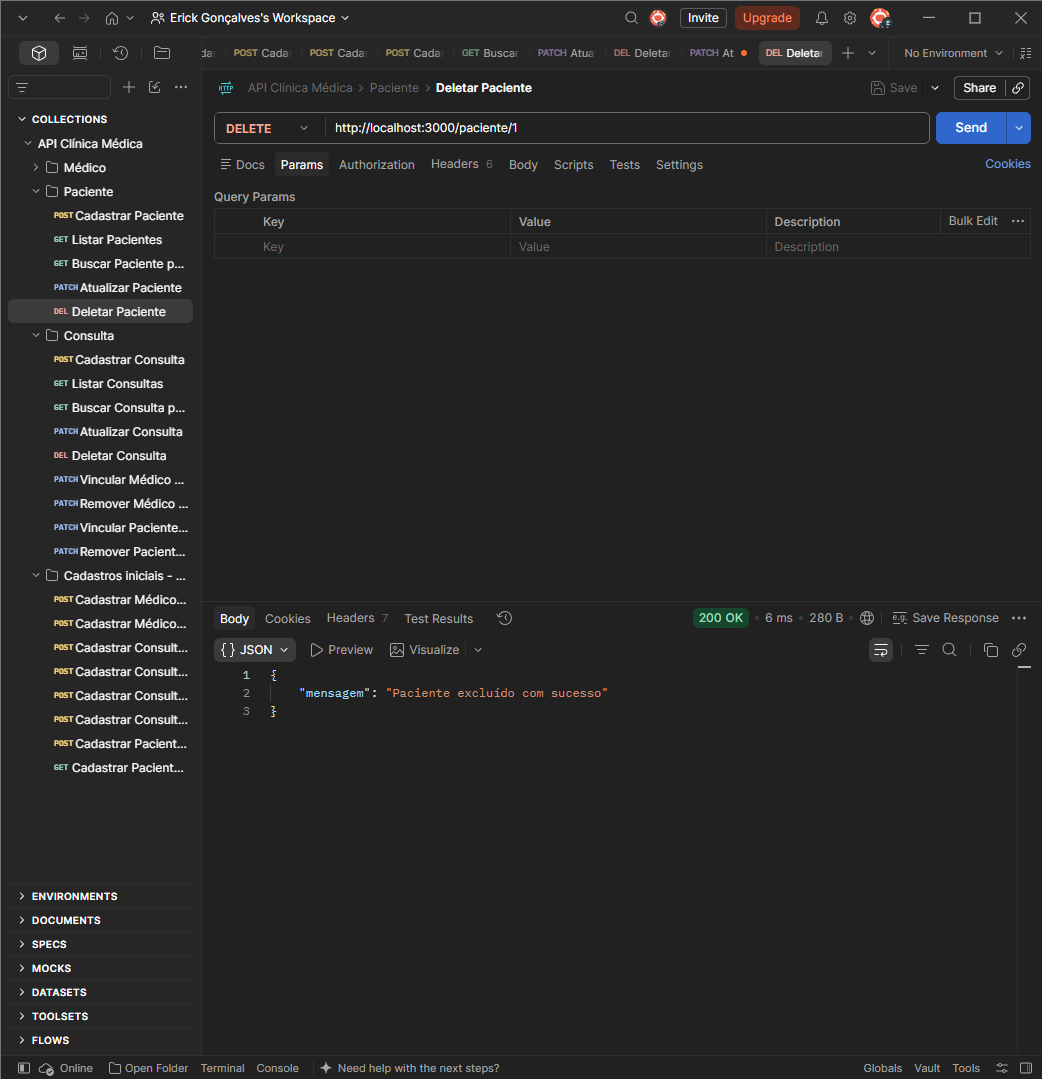 Erick Gonçalves's Workspace
Invite
Upgrade
POST Cada
POST Cada
POST Cada
GET Buscar
PATCH Atua
DEL Deletar
PATCH At
DEL Deletar
No Environment
HTTP API Clínica Médica > Paciente > Deletar Paciente
Save
Share
COLLECTIONS
API Clínica Médica
Médico
Paciente
POST Cadastrar Paciente
GET Listar Pacientes
GET Buscar Paciente p...
PATCH Atualizar Paciente
DEL Deletar Paciente
Consulta
POST Cadastrar Consulta
GET Listar Consultas
GET Buscar Consulta p...
PATCH Atualizar Consulta
DEL Deletar Consulta
PATCH Vincular Médico ...
PATCH Remover Médico ...
PATCH Vincular Paciente...
PATCH Remover Pacient...
Cadastros iniciais - ...
POST Cadastrar Médico...
POST Cadastrar Médico...
POST Cadastrar Consult...
POST Cadastrar Consult...
POST Cadastrar Consult...
POST Cadastrar Consult...
POST Cadastrar Pacient...
GET Cadastrar Pacient...
ENVIRONMENTS
DOCUMENTS
SPECS
MOCKS
DATASETS
TOOLSETS
FLOWS
DELETE
http://localhost:3000/paciente/1
Send
Docs Params Authorization Headers 6 Body Scripts Tests Settings Cookies
Query Params
Key Value Description Bulk Edit
Key Value Description
Body Cookies Headers 7 Test Results
200 OK • 6 ms • 280 B
e.g. Save Response
{} JSON Preview Visualize
1 {
2 "mensagem": "Paciente excluido com sucesso"
3 }
Online Open Folder Terminal Console Need help with the next steps? Globals Vault Tools